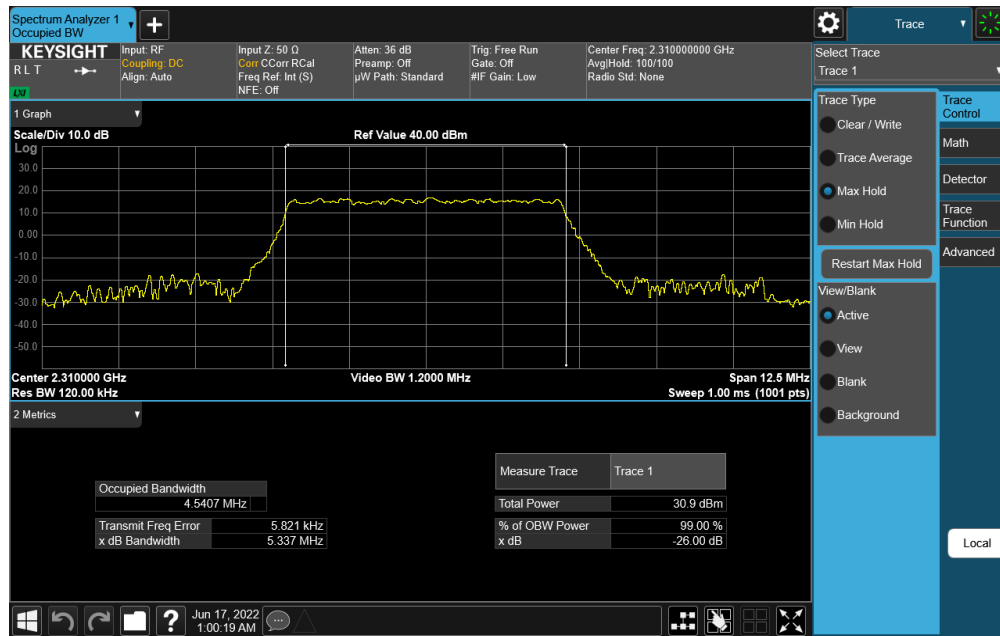 Spectrum Analyzer 1
Occupied BW
Trace
KEYSIGHT
R L T
LXI
Input: RF
Coupling: DC
Align: Auto
Input Z: 50 Ω
Corr CCorr RCal
Freq Ref: Int (S)
NFE: Off
Atten: 36 dB
Preamp: Off
µW Path: Standard
Trig: Free Run
Gate: Off
#IF Gain: Low
Center Freq: 2.310000000 GHz
Avg|Hold: 100/100
Radio Std: None
1 Graph
Scale/Div 10.0 dB
Ref Value 40.00 dBm
Log
30.0
20.0
10.0
0.00
-10.0
-20.0
-30.0
-40.0
-50.0
Center 2.310000 GHz
Video BW 1.2000 MHz
Span 12.5 MHz
Res BW 120.00 kHz
Sweep 1.00 ms (1001 pts)
2 Metrics
Occupied Bandwidth
4.5407 MHz
Transmit Freq Error 5.821 kHz
x dB Bandwidth 5.337 MHz
Measure Trace Trace 1
Total Power 30.9 dBm
% of OBW Power 99.00 %
x dB -26.00 dB
Select Trace
Trace 1
Trace Type
Clear / Write
Trace Average
Max Hold
Min Hold
Restart Max Hold
View/Blank
Active
View
Blank
Background
Trace
Control
Math
Detector
Trace
Function
Advanced
Local
?
Jun 17, 2022
1:00:19 AM